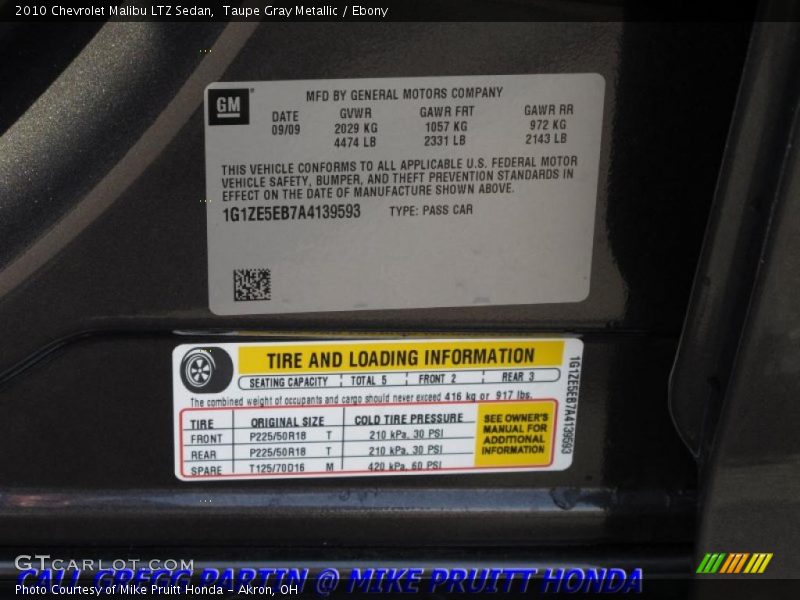 2010 Chevrolet Malibu LTZ Sedan,  Taupe Gray Metallic / Ebony
GM
MFD BY GENERAL MOTORS COMPANY
DATE GVWR GAWR FRT GAWR RR
09/09 2029 KG 1057 KG 972 KG
4474 LB 2331 LB 2143 LB
THIS VEHICLE CONFORMS TO ALL APPLICABLE U.S. FEDERAL MOTOR
VEHICLE SAFETY, BUMPER, AND THEFT PREVENTION STANDARDS IN
EFFECT ON THE DATE OF MANUFACTURE SHOWN ABOVE.
1G1ZE5EB7A4139593 TYPE: PASS CAR
TIRE AND LOADING INFORMATION
SEATING CAPACITY TOTAL 5 FRONT 2 REAR 3
The combined weight of occupants and cargo should never exceed 416 kg or 917 lbs.
TIRE ORIGINAL SIZE COLD TIRE PRESSURE
FRONT P225/50R18 T 210 kPa, 30 PSI
REAR P225/50R18 T 210 kPa, 30 PSI
SPARE T125/70D16 M 420 kPa, 60 PSI
SEE OWNER'S
MANUAL FOR
ADDITIONAL
INFORMATION
1G1ZE5EB7A4139593
GTCarLot.com
CALL GREGG PARTIN @ MIKE PRUITT HONDA
Photo Courtesy of Mike Pruitt Honda - Akron, OH